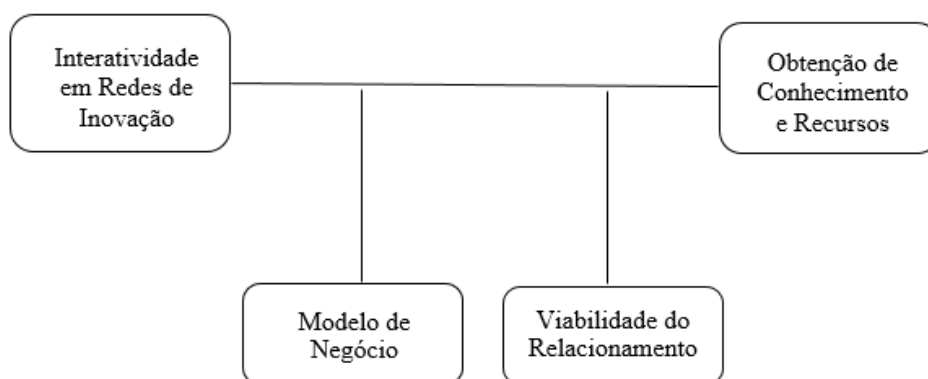 Interatividade
em Redes de
Inovação
Obtenção de
Conhecimento
e Recursos
Modelo de
Negócio
Viabilidade do
Relacionamento